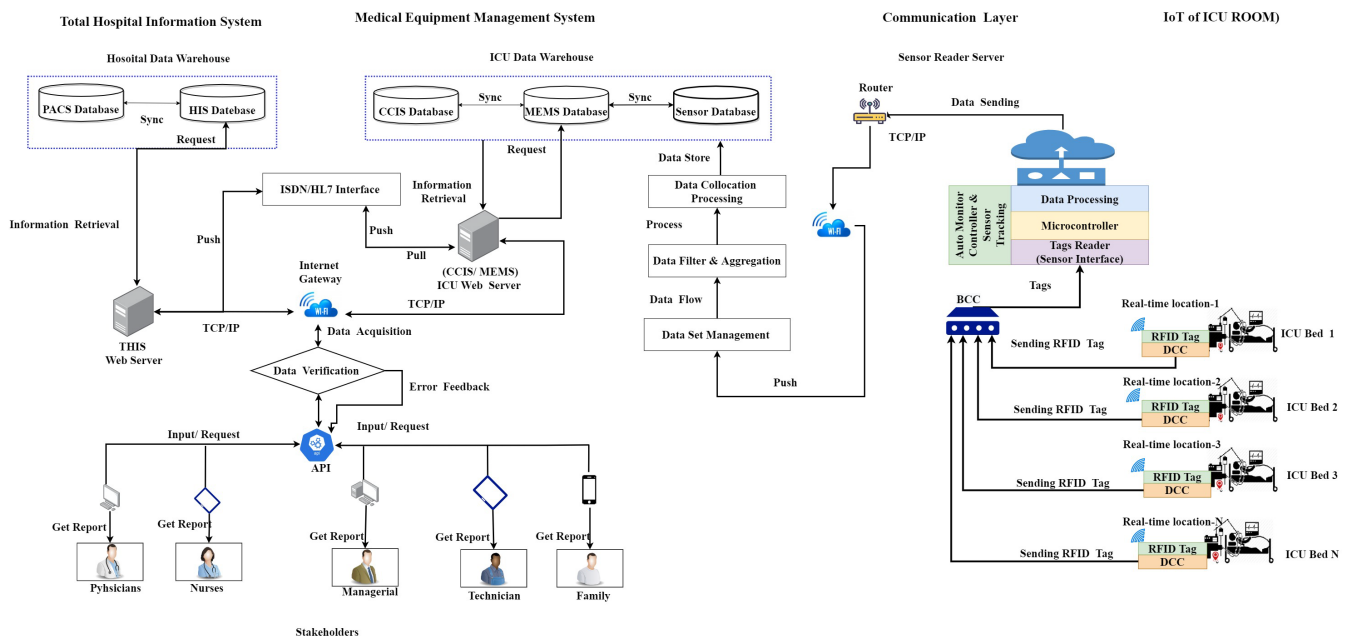 Total Hospital Information System
Medical Equipment Management System
Communication Layer
IoT of ICU ROOM)
Hosoital Data Warehouse
ICU Data Warehouse
Sensor Reader Server
PACS Database
HIS Datebase
Sync
Request
CCIS Database
Sync
MEMS Database
Sync
Sensor Database
Request
Router
Data Sending
TCP/IP
Data Store
ISDN/HL7 Interface
Information
Retrieval
Data Collocation
Processing
Auto Monitor
Controller &
Sensor
Tracking
Data Processing
Microcontroller
Tags Reader
(Sensor Interface)
Information Retrieval
Push
Push
Pull
Process
WI-FI
(CCIS/ MEMS)
ICU Web Server
Internet
Gateway
WI-FI
Data Filter & Aggregation
Tags
BCC
TCP/IP
TCP/IP
Data Flow
THIS
Web Server
Data Acquisition
Data Set Management
Data Verification
Error Feedback
Push
Real-time location-1
RFID Tag
DCC
ICU Bed 1
Sending RFID Tag
Real-time location-2
RFID Tag
DCC
ICU Bed 2
Sending RFID Tag
Real-time location-3
RFID Tag
DCC
ICU Bed 3
Sending RFID Tag
Real-time location-N
RFID Tag
DCC
ICU Bed N
Sending RFID Tag
Input/ Request
Input/ Request
API
Get Report
Get Report
Get Report
Get Report
Get Report
Pyhsicians
Nurses
Managerial
Technician
Family
Stakeholders